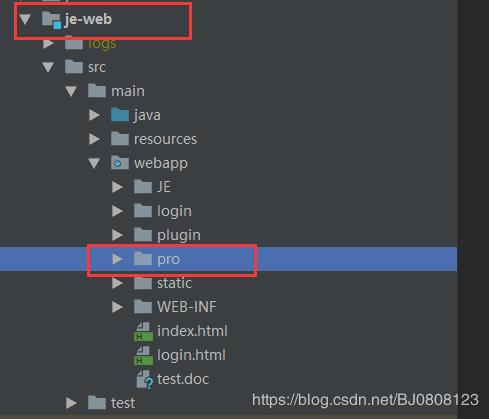 je-web
logs
src
main
java
resources
webapp
JE
login
plugin
pro
static
WEB-INF
index.html
login.html
test.doc
test
https://blog.csdn.net/BJ0808123